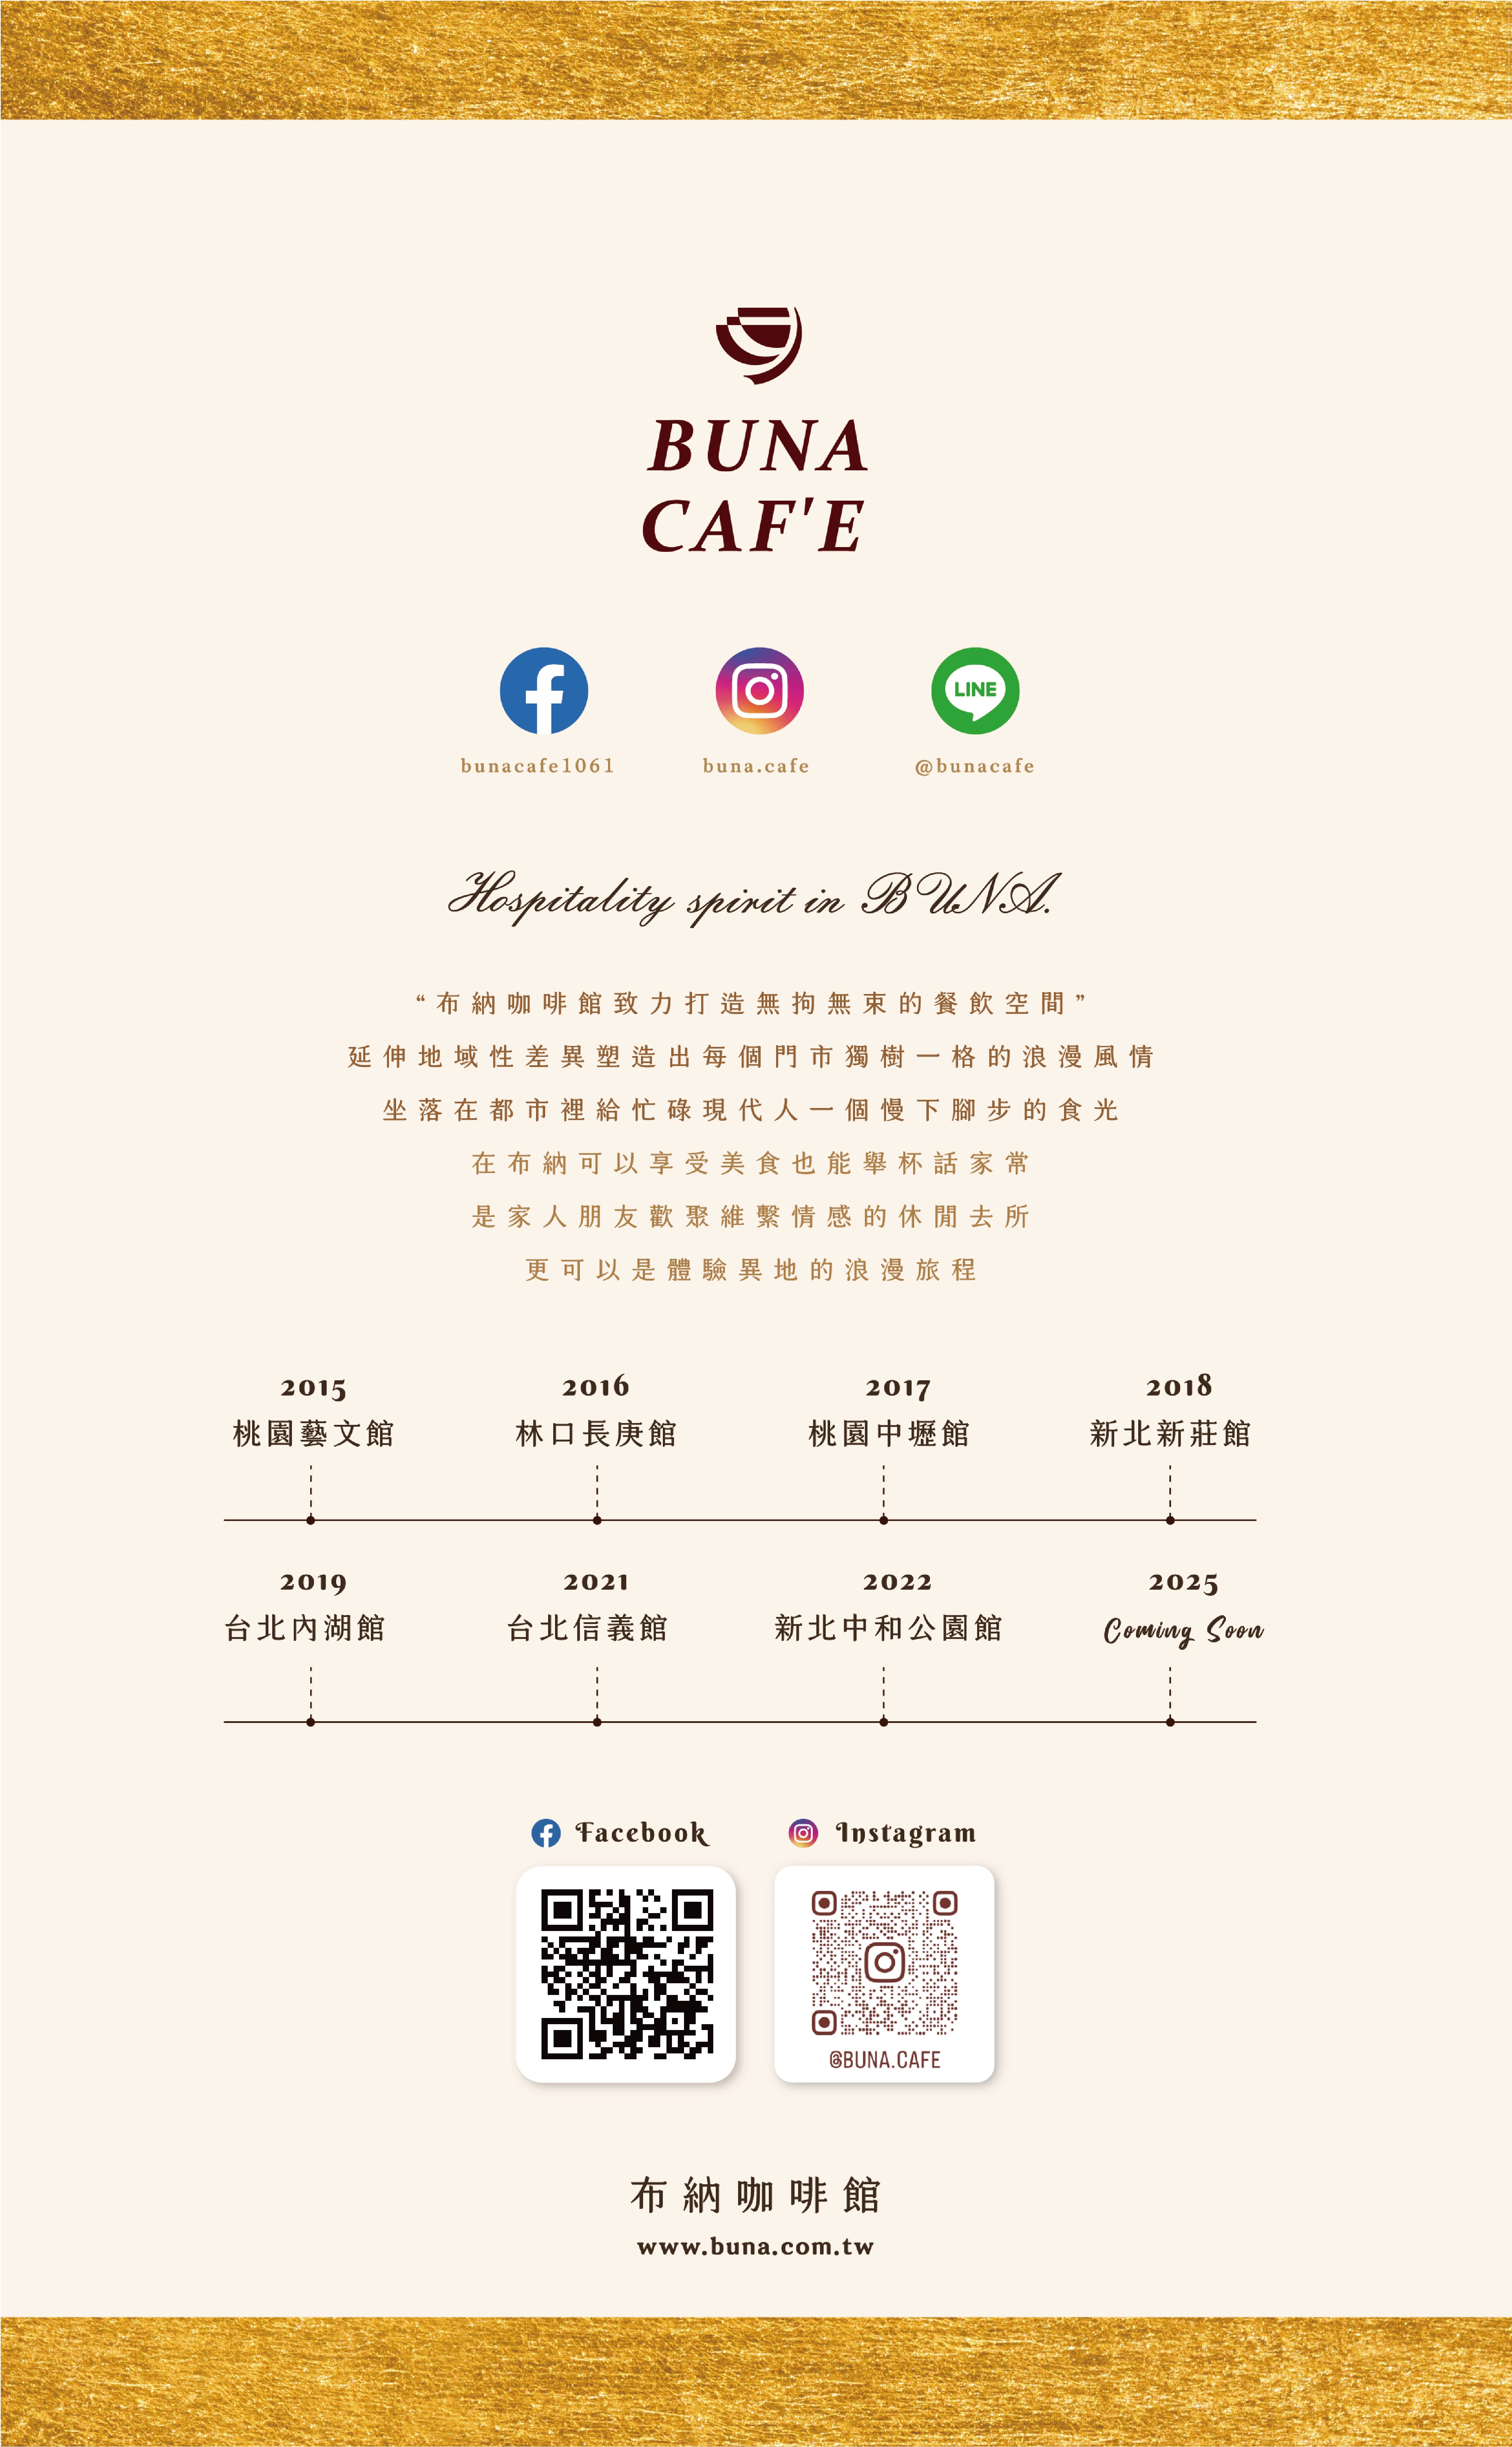 BUNA
CAF'E
LINE
bunacafe1061 buna.cafe @bunacafe
Hospitality spirit in BUNA.
“布納咖啡館致力打造無拘無束的餐飲空間”
延伸地域性差異塑造出每個門市獨樹一格的浪漫風情
坐落在都市裡給忙碌現代人一個慢下腳步的食光
在布納可以享受美食也能舉杯話家常
是家人朋友歡聚維繫情感的休閒去所
更可以是體驗異地的浪漫旅程
2015 2016 2017 2018
桃園藝文館 林口長庚館 桃園中壢館 新北新莊館
2019 2021 2022 2025
台北內湖館 台北信義館 新北中和公園館 Coming Soon
Facebook Instagram
@BUNA.CAFE
布納咖啡館
www.buna.com.tw